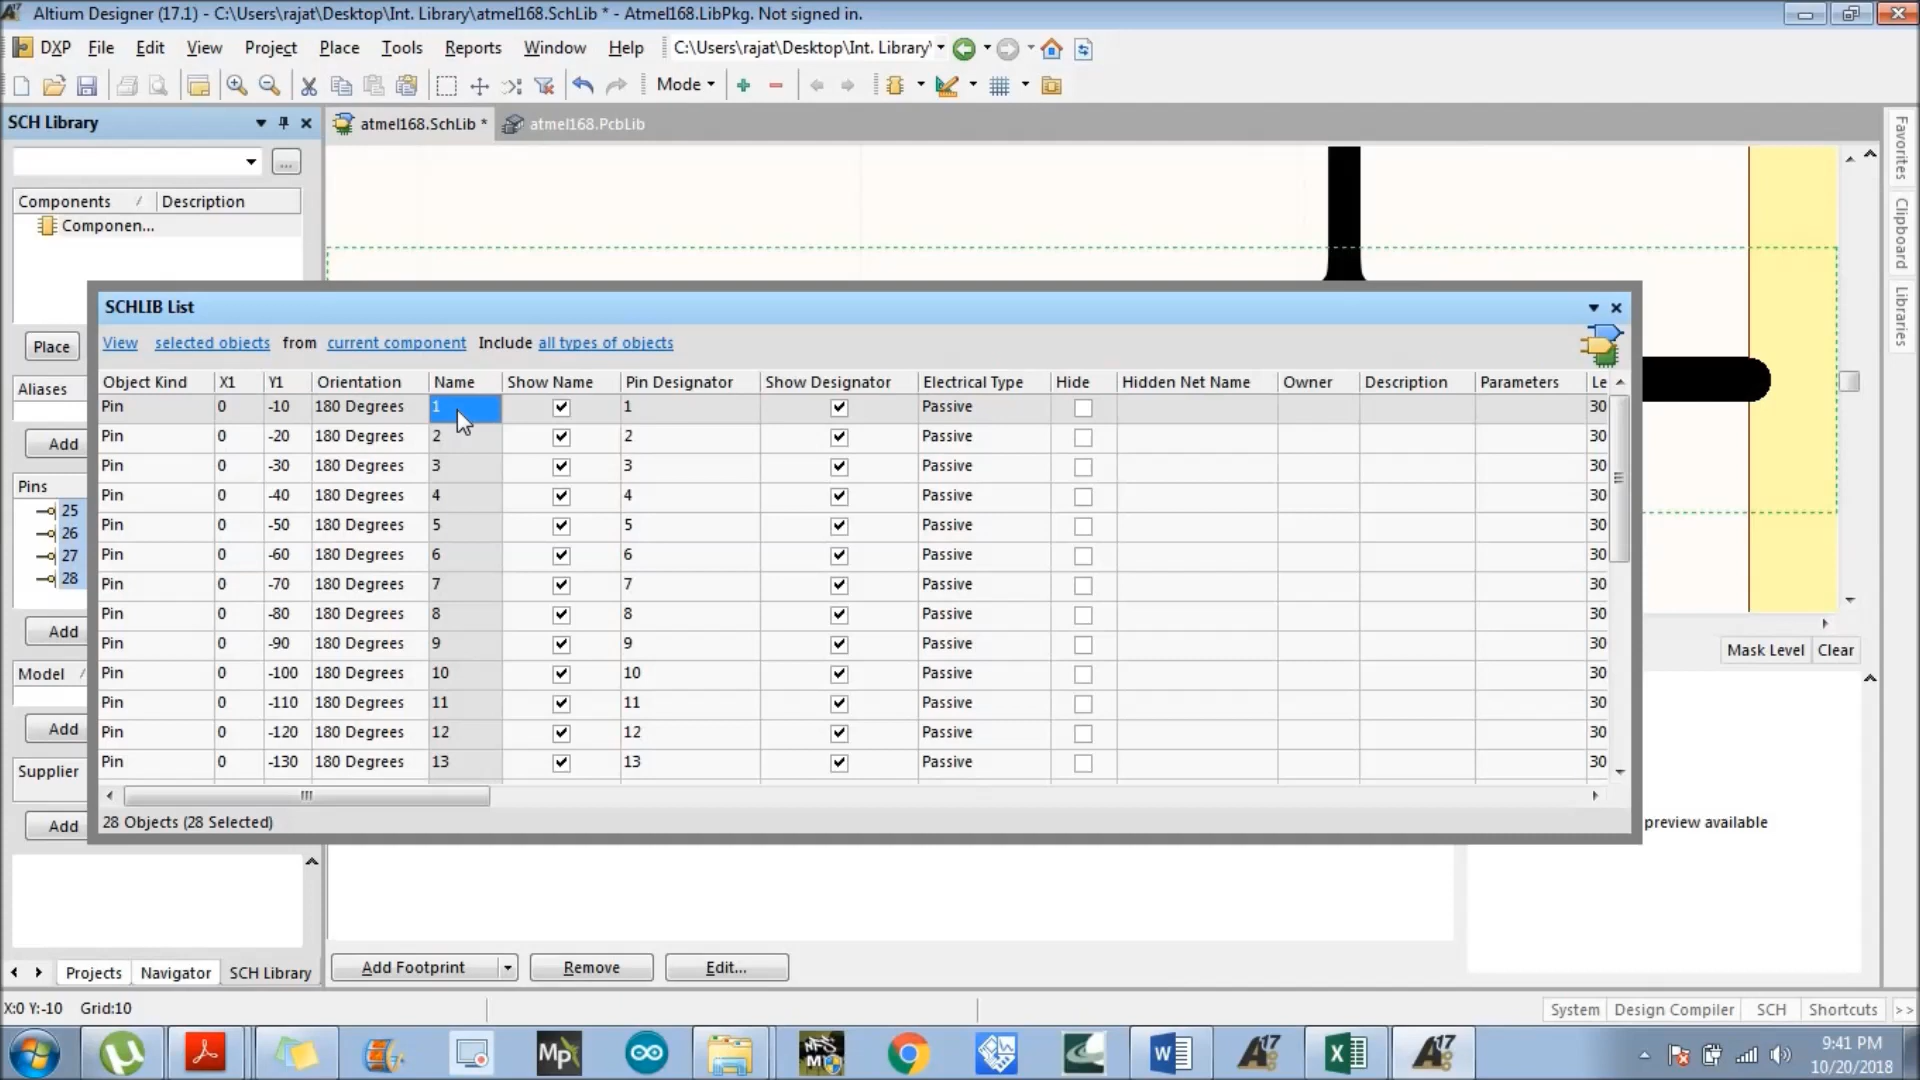 Altium Designer (17.1) - C:\Users\rajat\Desktop\Int. Library\atmel168.SchLib * - Atmel168.LibPkg. Not signed in.
DXP File Edit View Project Place Tools Reports Window Help C:\Users\rajat\Desktop\Int. Library\
Mode
SCH Library
atmel168.SchLib *
atmel168.PcbLib
...
Components / Description
Componen...
Place
Aliases
Add
Pins
25
26
27
28
Add
Model /
Add
Supplier
Add
SCHLIB List
View selected objects from current component Include all types of objects
Object Kind X1 Y1 Orientation Name Show Name Pin Designator Show Designator Electrical Type Hide Hidden Net Name Owner Description Parameters Le
Pin 0 -10 180 Degrees 1 1 Passive 30
Pin 0 -20 180 Degrees 2 2 Passive 30
Pin 0 -30 180 Degrees 3 3 Passive 30
Pin 0 -40 180 Degrees 4 4 Passive 30
Pin 0 -50 180 Degrees 5 5 Passive 30
Pin 0 -60 180 Degrees 6 6 Passive 30
Pin 0 -70 180 Degrees 7 7 Passive 30
Pin 0 -80 180 Degrees 8 8 Passive 30
Pin 0 -90 180 Degrees 9 9 Passive 30
Pin 0 -100 180 Degrees 10 10 Passive 30
Pin 0 -110 180 Degrees 11 11 Passive 30
Pin 0 -120 180 Degrees 12 12 Passive 30
Pin 0 -130 180 Degrees 13 13 Passive 30
28 Objects (28 Selected)
Favorites
Clipboard
Libraries
Mask Level Clear
preview available
Add Footprint Remove Edit...
Projects Navigator SCH Library
X:0 Y:-10 Grid:10
System Design Compiler SCH Shortcuts >>
9:41 PM
10/20/2018